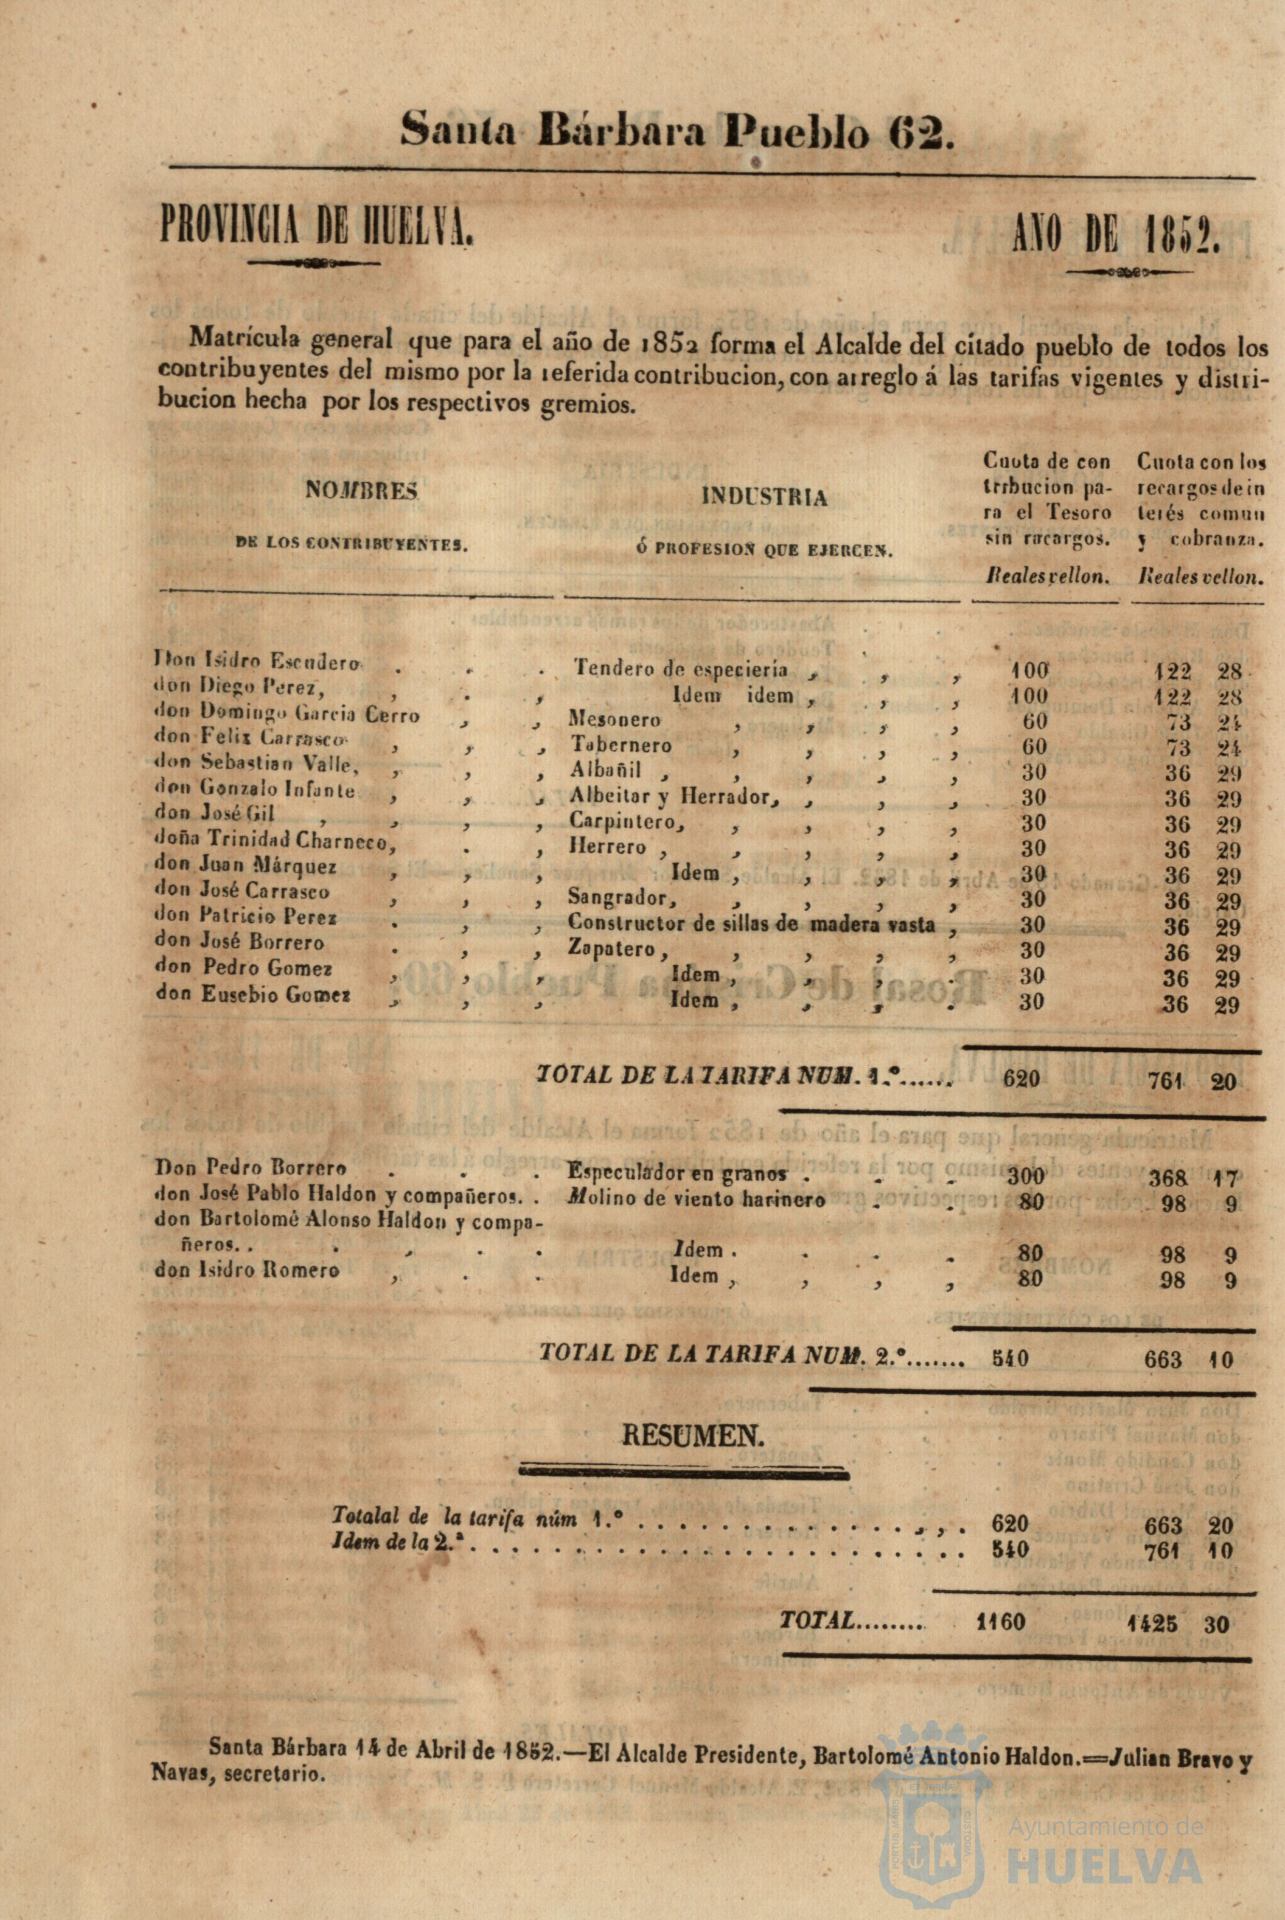 Santa Bárbara Pueblo 62.
PROVINCIA DE HUELVA. AÑO DE 1852.
Matrícula general que para el año de 1852 forma el Alcalde del citado pueblo de todos los
contribuyentes del mismo por la referida contribucion, con arreglo á las tarifas vigentes y distri-
bucion hecha por los respectivos gremios.
NOMBRES
DE LOS CONTRIBUYENTES.
INDUSTRIA
Ó PROFESION QUE EJERCEN.
Cuota de con
trrbucion pa-
ra el Tesoro
sin racargos.
Reales vellon.
Cuota con los
recargos de in
terés comun
y cobranza.
Reales vellon.
Don Isidro Escudero . . . Tendero de especiería , , , 100 122 28
don Diego Perez, , . , Idem idem , , , 100 122 28
don Domingo Garcia Cerro , , Mesonero , , , , 60 73 24
don Felix Carrasco , , , Tabernero , , , , 60 73 24
don Sebastian Valle, , , , Albañil , , , , , 30 36 29
don Gonzalo Infante , , , Albeitar y Herrador, , , , 30 36 29
don José Gil , , , , Carpintero, , , , , 30 36 29
doña Trinidad Charneco, . , Herrero , , , , , 30 36 29
don Juan Márquez , , , Idem , , , , 30 36 29
don José Carrasco , , , Sangrador, , , , , 30 36 29
don Patricio Perez . , , Constructor de sillas de madera vasta , 30 36 29
don José Borrero . , , Zapatero, , , , , 30 36 29
don Pedro Gomez , , , Idem , , , . 30 36 29
don Eusebio Gomez , , , Idem , , , . 30 36 29
TOTAL DE LA TARIFA NUM. 1.º...... 620 761 20
Don Pedro Borrero . . . Especulador en granos . . . 300 368 17
don José Pablo Haldon y compañeros. . Molino de viento harinero . . 80 98 9
don Bartolomé Alonso Haldon y compa-
ñeros. . . , . . Idem . . . . 80 98 9
don Isidro Romero , . . Idem , , , , 80 98 9
TOTAL DE LA TARIFA NUM. 2.º....... 540 663 10
RESUMEN.
Totalal de la tarifa núm 1.º . . . . . . . . . . . . . . . , , . 620 663 20
Idem de la 2.ª . . . . . . . . . . . . . . . . . . . . . . . . 540 761 10
TOTAL........ 1160 1425 30
Santa Bárbara 14 de Abril de 1852.—El Alcalde Presidente, Bartolomé Antonio Haldon.=Julian Bravo y
Navas, secretario.
Ayuntamiento de
HUELVA